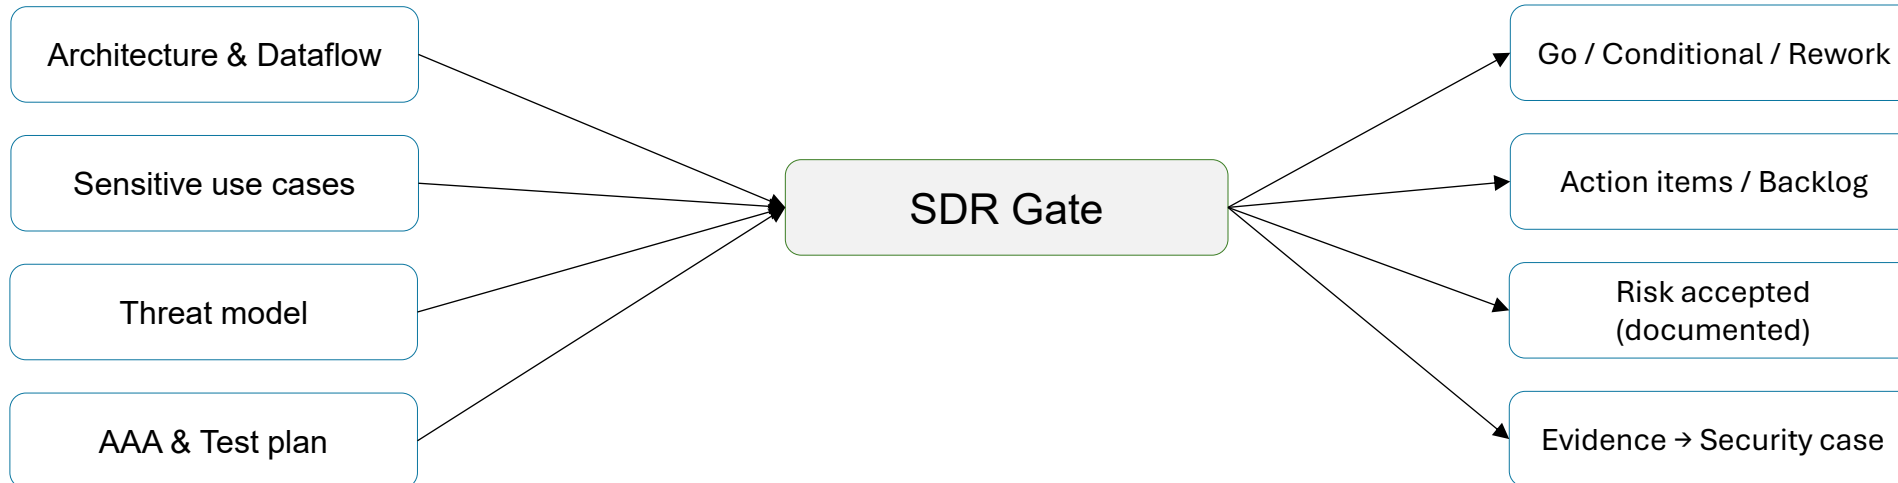 Architecture & Dataflow
Sensitive use cases
Threat model
AAA & Test plan
SDR Gate
Go / Conditional / Rework
Action items / Backlog
Risk accepted
(documented)
Evidence → Security case